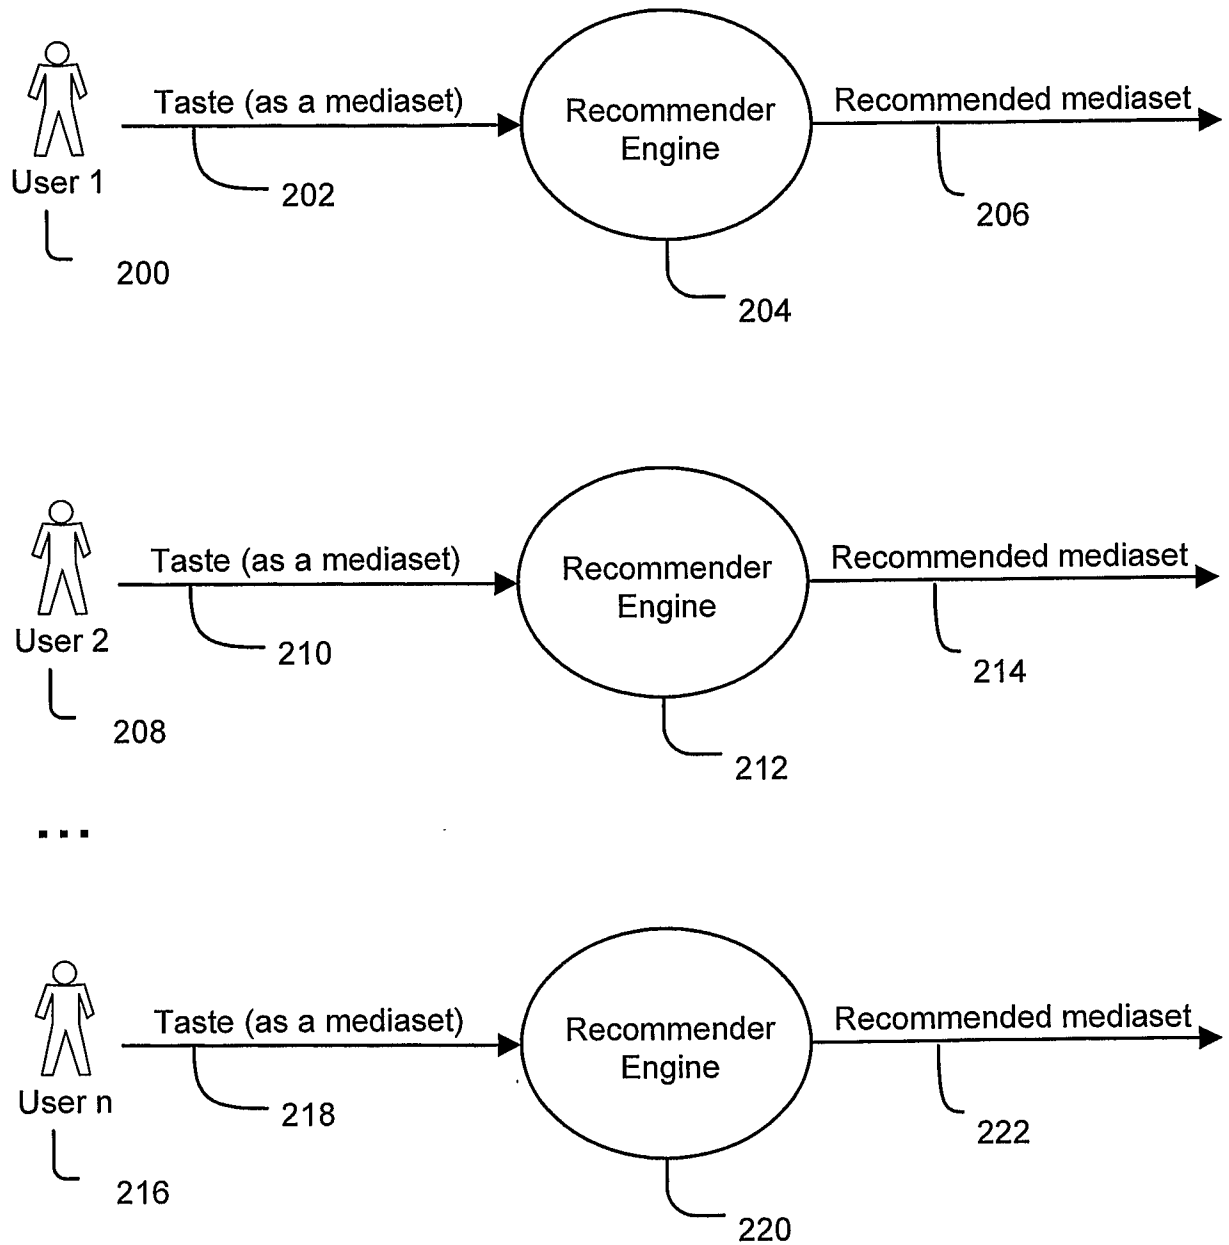 Taste (as a mediaset)
Recommender
Engine
Recommended mediaset
User 1
202
206
200
204
Taste (as a mediaset)
Recommender
Engine
Recommended mediaset
User 2
210
214
208
212
...
Taste (as a mediaset)
Recommender
Engine
Recommended mediaset
User n
218
222
216
220